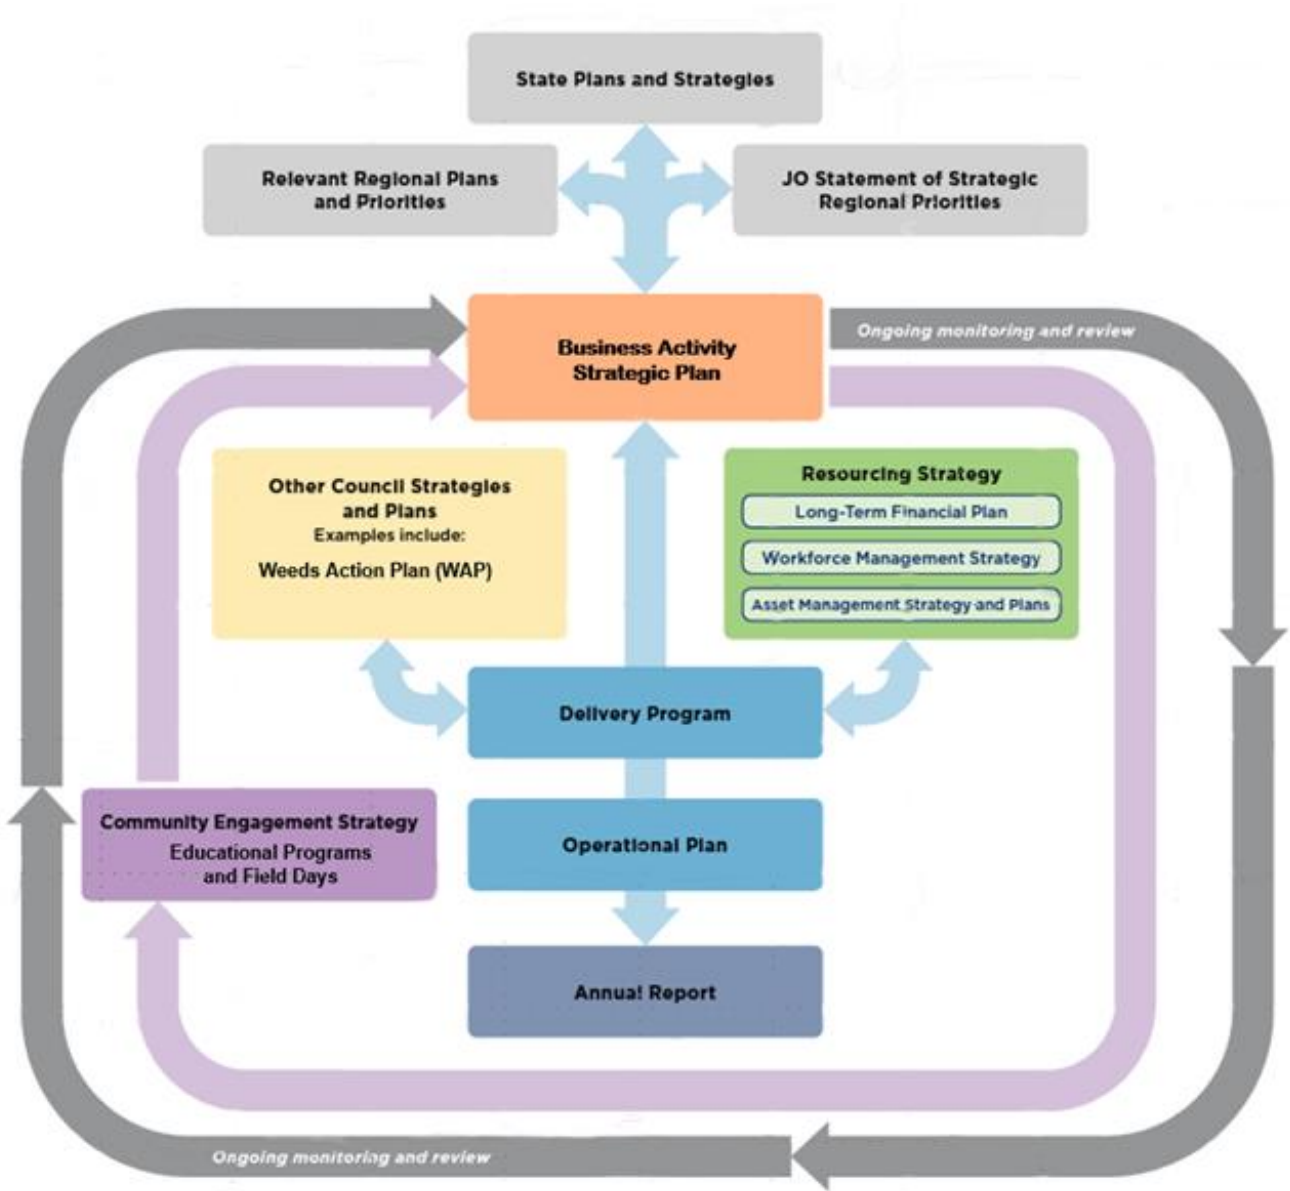 State Plans and Strategies
Relevant Regional Plans
and Priorities
JO Statement of Strategic
Regional Priorities
Business Activity
Strategic Plan
Ongoing monitoring and review
Other Council Strategies
and Plans
Examples include:
Weeds Action Plan (WAP)
Resourcing Strategy
Long-Term Financial Plan
Workforce Management Strategy
Asset Management Strategy and Plans
Delivery Program
Community Engagement Strategy
Educational Programs
and Field Days
Operational Plan
Annual Report
Ongoing monitoring and review